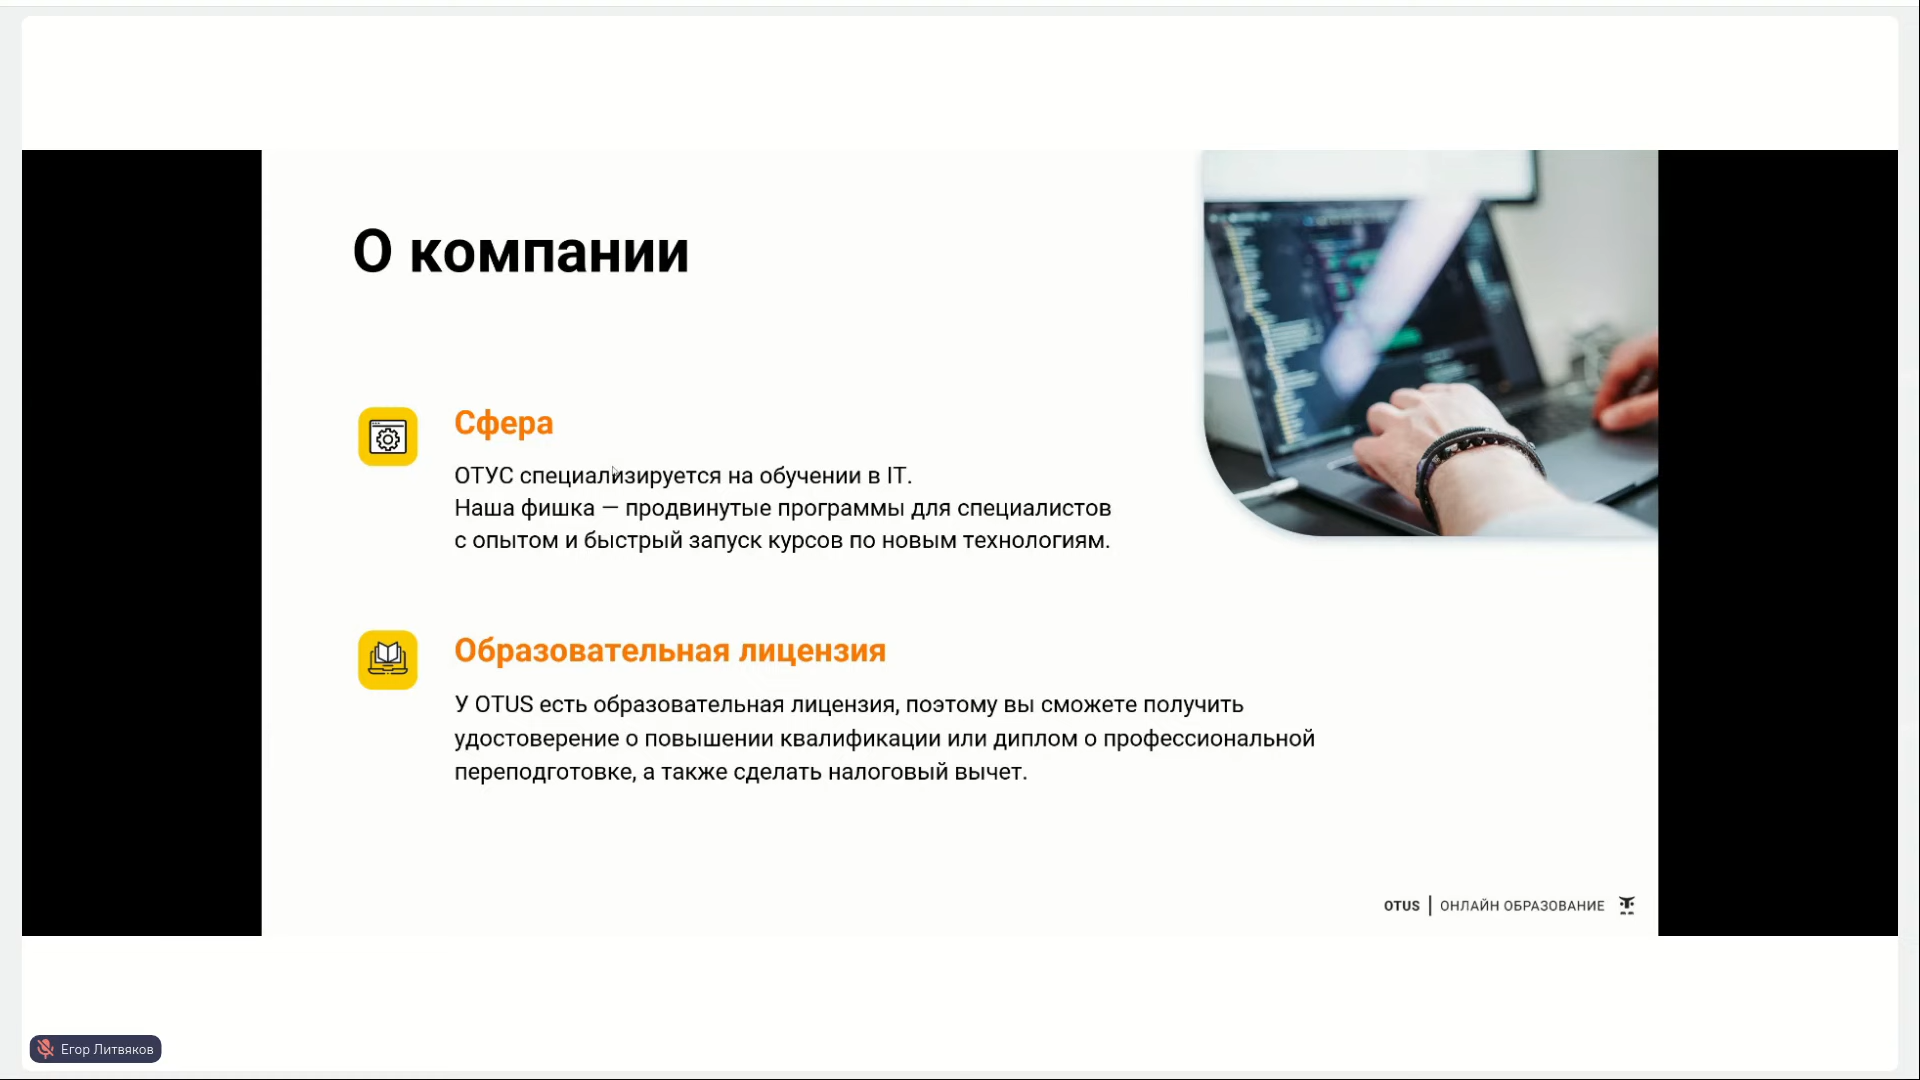 О компании
Сфера
ОТУС специализируется на обучении в IT.
Наша фишка — продвинутые программы для специалистов
с опытом и быстрый запуск курсов по новым технологиям.
Образовательная лицензия
У OTUS есть образовательная лицензия, поэтому вы сможете получить
удостоверение о повышении квалификации или диплом о профессиональной
переподготовке, а также сделать налоговый вычет.
OTUS | ОНЛАЙН ОБРАЗОВАНИЕ
Егор Литвяков